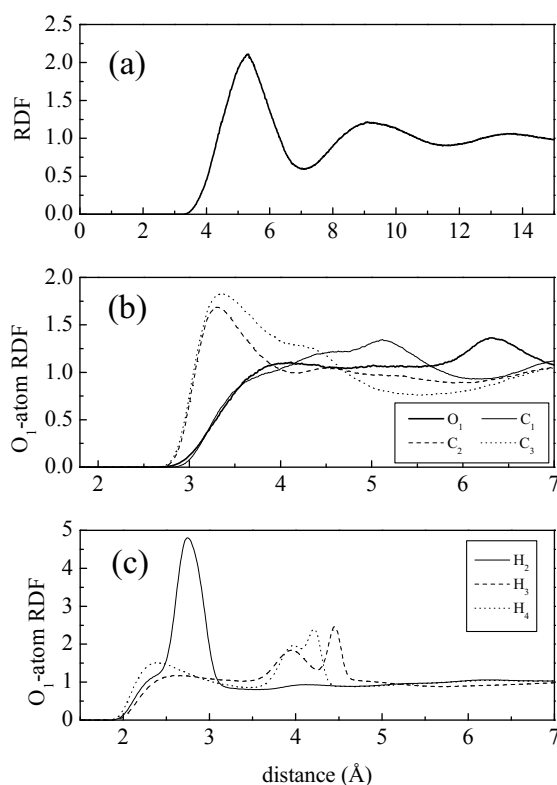 (a)
RDF
2.5
2.0
1.5
1.0
0.5
0.0
0 2 4 6 8 10 12 14
(b)
O₁-atom RDF
2.0
1.5
1.0
0.5
0.0
O₁ C₁
C₂ C₃
2 3 4 5 6 7
(c)
O₁-atom RDF
5
4
3
2
1
0
H₂
H₃
H₄
2 3 4 5 6 7
distance (Å)